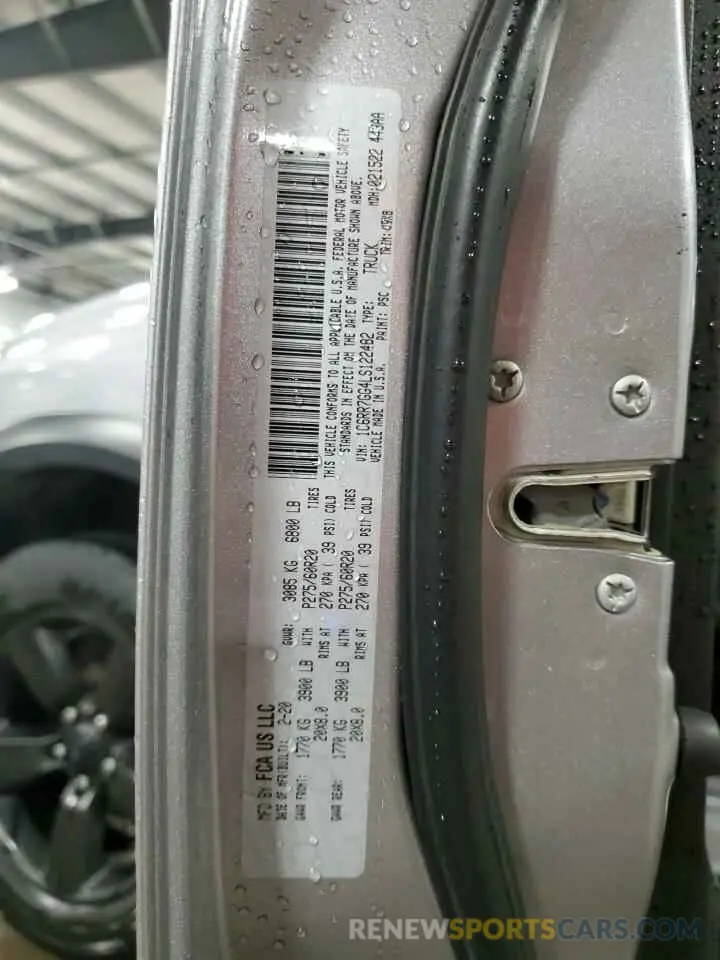 MFD BY FCA US LLC
DATE OF MFR(BUILT): 2-20 GVWR: 3085 KG 6800 LB
GAWR FRONT: 1770 KG 3900 LB WITH P275/60R20 TIRES
20X8.0 RIMS AT 270 KPA ( 39 PSI) COLD
GAWR REAR: 1770 KG 3900 LB WITH P275/60R20 TIRES
20X8.0 RIMS AT 270 KPA ( 39 PSI) COLD
THIS VEHICLE CONFORMS TO ALL APPLICABLE U.S.A. FEDERAL MOTOR VEHICLE SAFETY
STANDARDS IN EFFECT ON THE DATE OF MANUFACTURE SHOWN ABOVE.
VIN: 1C6RR7GG4LS122482 TYPE: TRUCK MDH:021522 443AA
VEHICLE MADE IN U.S.A. PAINT: PSC TRIM:
RENEWSPORTSCARS.COM